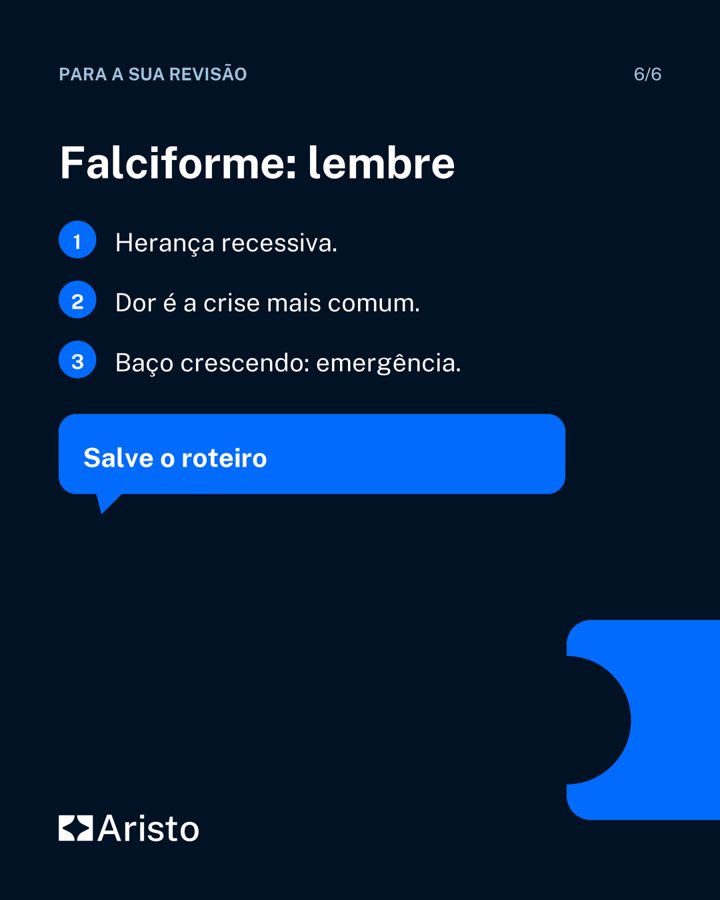 PARA A SUA REVISÃO
6/6
Falciforme: lembre
1 Herança recessiva.
2 Dor é a crise mais comum.
3 Baço crescendo: emergência.
Salve o roteiro
Aristo